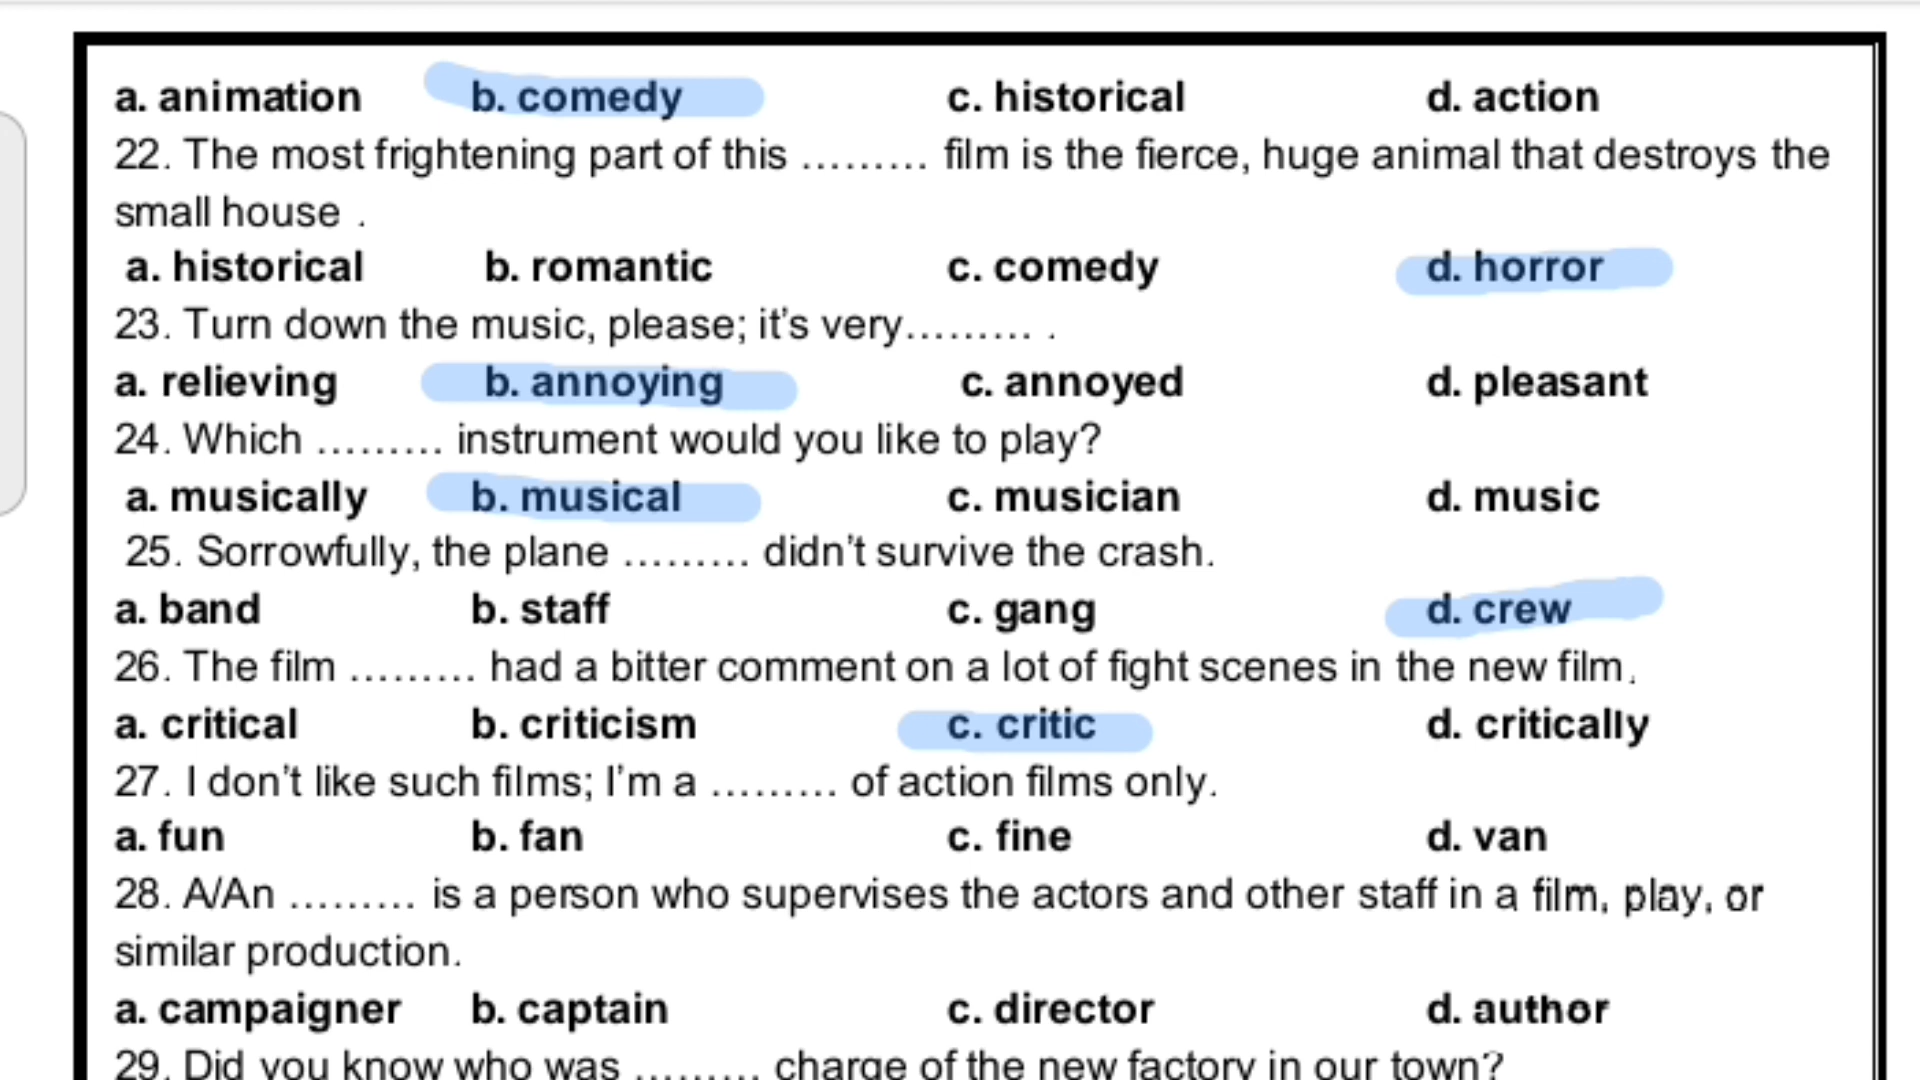 a. animation b. comedy c. historical d. action
22. The most frightening part of this ......... film is the fierce, huge animal that destroys the
small house .
a. historical b. romantic c. comedy d. horror
23. Turn down the music, please; it's very......... .
a. relieving b. annoying c. annoyed d. pleasant
24. Which ......... instrument would you like to play?
a. musically b. musical c. musician d. music
25. Sorrowfully, the plane ......... didn't survive the crash.
a. band b. staff c. gang d. crew
26. The film ......... had a bitter comment on a lot of fight scenes in the new film.
a. critical b. criticism c. critic d. critically
27. I don't like such films; I'm a ......... of action films only.
a. fun b. fan c. fine d. van
28. A/An ......... is a person who supervises the actors and other staff in a film, play, or
similar production.
a. campaigner b. captain c. director d. author
29. Did you know who was ......... charge of the new factory in our town?